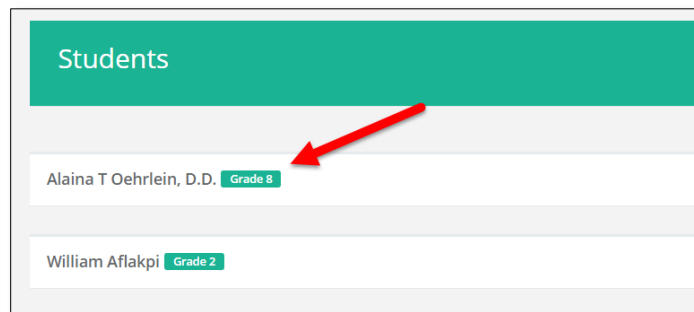 Students
Alaina T Oehrlein, D.D. Grade 8
William Aflakpi Grade 2